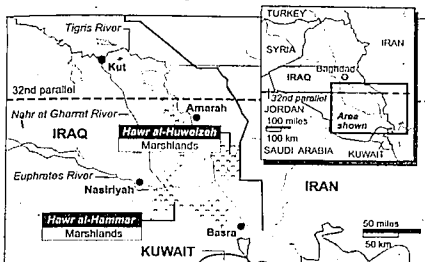 Tigris River
Kut
32nd parallel
Nahr al Gharraf River
Amarah
Hawr al-Huwaizah
Marshlands
IRAQ
Euphrates River
Nasiriyah
Hawr al-Hammar
Marshlands
Basra
KUWAIT
IRAN
50 miles
50 km
TURKEY
SYRIA
IRAN
Baghdad
IRAQ
32nd parallel
JORDAN
100 miles
100 km
Area
shown
KUWAIT
SAUDI ARABIA